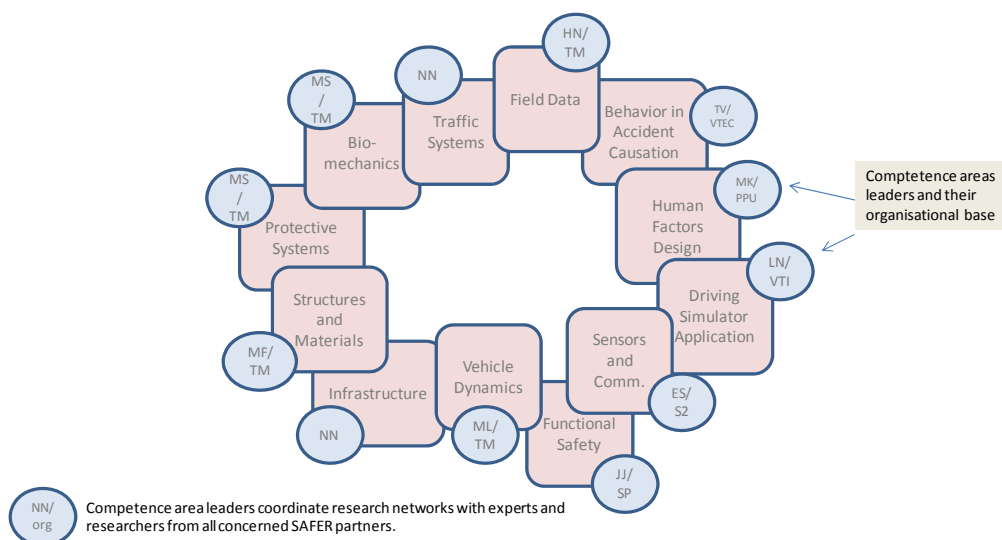 HN/
TM
Field Data
NN
Traffic
Systems
MS
/
TM
Bio-
mechanics
Behavior in
Accident
Causation
TV/
VTEC
MK/
PPU
Human
Factors
Design
Comptetence areas
leaders and their
organisational base
MS
/
TM
Protective
Systems
LN/
VTI
Driving
Simulator
Application
Structures
and
Materials
MF/
TM
Sensors
and
Comm.
ES/
S2
Infrastructure
NN
Vehicle
Dynamics
ML/
TM
Functional
Safety
JJ/
SP
NN/
org
Competence area leaders coordinate research networks with experts and
researchers from all concerned SAFER partners.